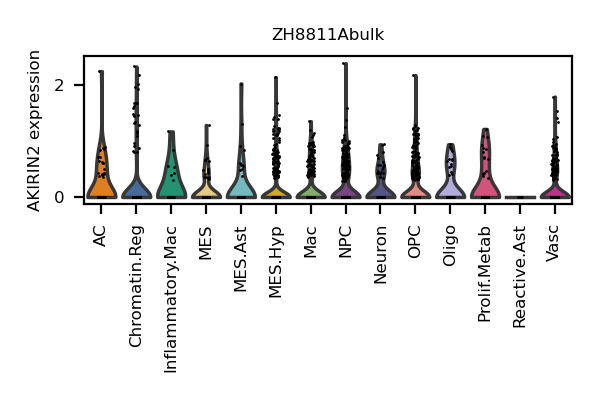 ZH8811Abulk
AKIRIN2 expression
2
0
AC
Chromatin.Reg
Inflammatory.Mac
MES
MES.Ast
MES.Hyp
Mac
NPC
Neuron
OPC
Oligo
Prolif.Metab
Reactive.Ast
Vasc